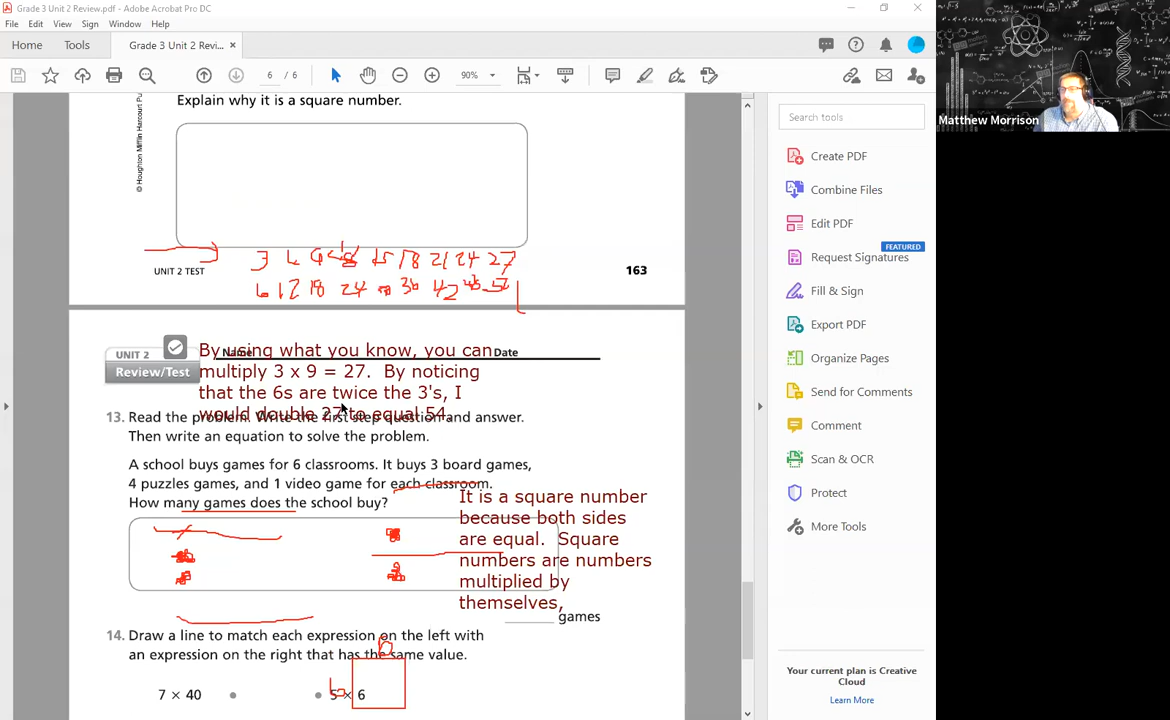 Grade 3 Unit 2 Review.pdf - Adobe Acrobat Pro DC
File Edit View Sign Window Help
Home Tools Grade 3 Unit 2 Revi... ×
6 / 6 90%
Explain why it is a square number.
© Houghton Mifflin Harcourt Pu
3 6 9 18 15 18 21 24 27
UNIT 2 TEST 163
6 12 18 24 36 42 48
UNIT 2
Review/Test
Name Date
By using what you know, you can
multiply 3 x 9 = 27. By noticing
that the 6s are twice the 3's, I
would double 27 to equal 54.
13. Read the problem. Write the first step question and answer.
Then write an equation to solve the problem.
A school buys games for 6 classrooms. It buys 3 board games,
4 puzzles games, and 1 video game for each classroom.
How many games does the school buy?
It is a square number
because both sides
are equal. Square
numbers are numbers
multiplied by
themselves,
games
14. Draw a line to match each expression on the left with
an expression on the right that has the same value.
6
6
7 × 40 • • 5 × 6
Search tools
Create PDF
Combine Files
Edit PDF
FEATURED
Request Signatures
Fill & Sign
Export PDF
Organize Pages
Send for Comments
Comment
Scan & OCR
Protect
More Tools
Your current plan is Creative
Cloud
Learn More
Matthew Morrison